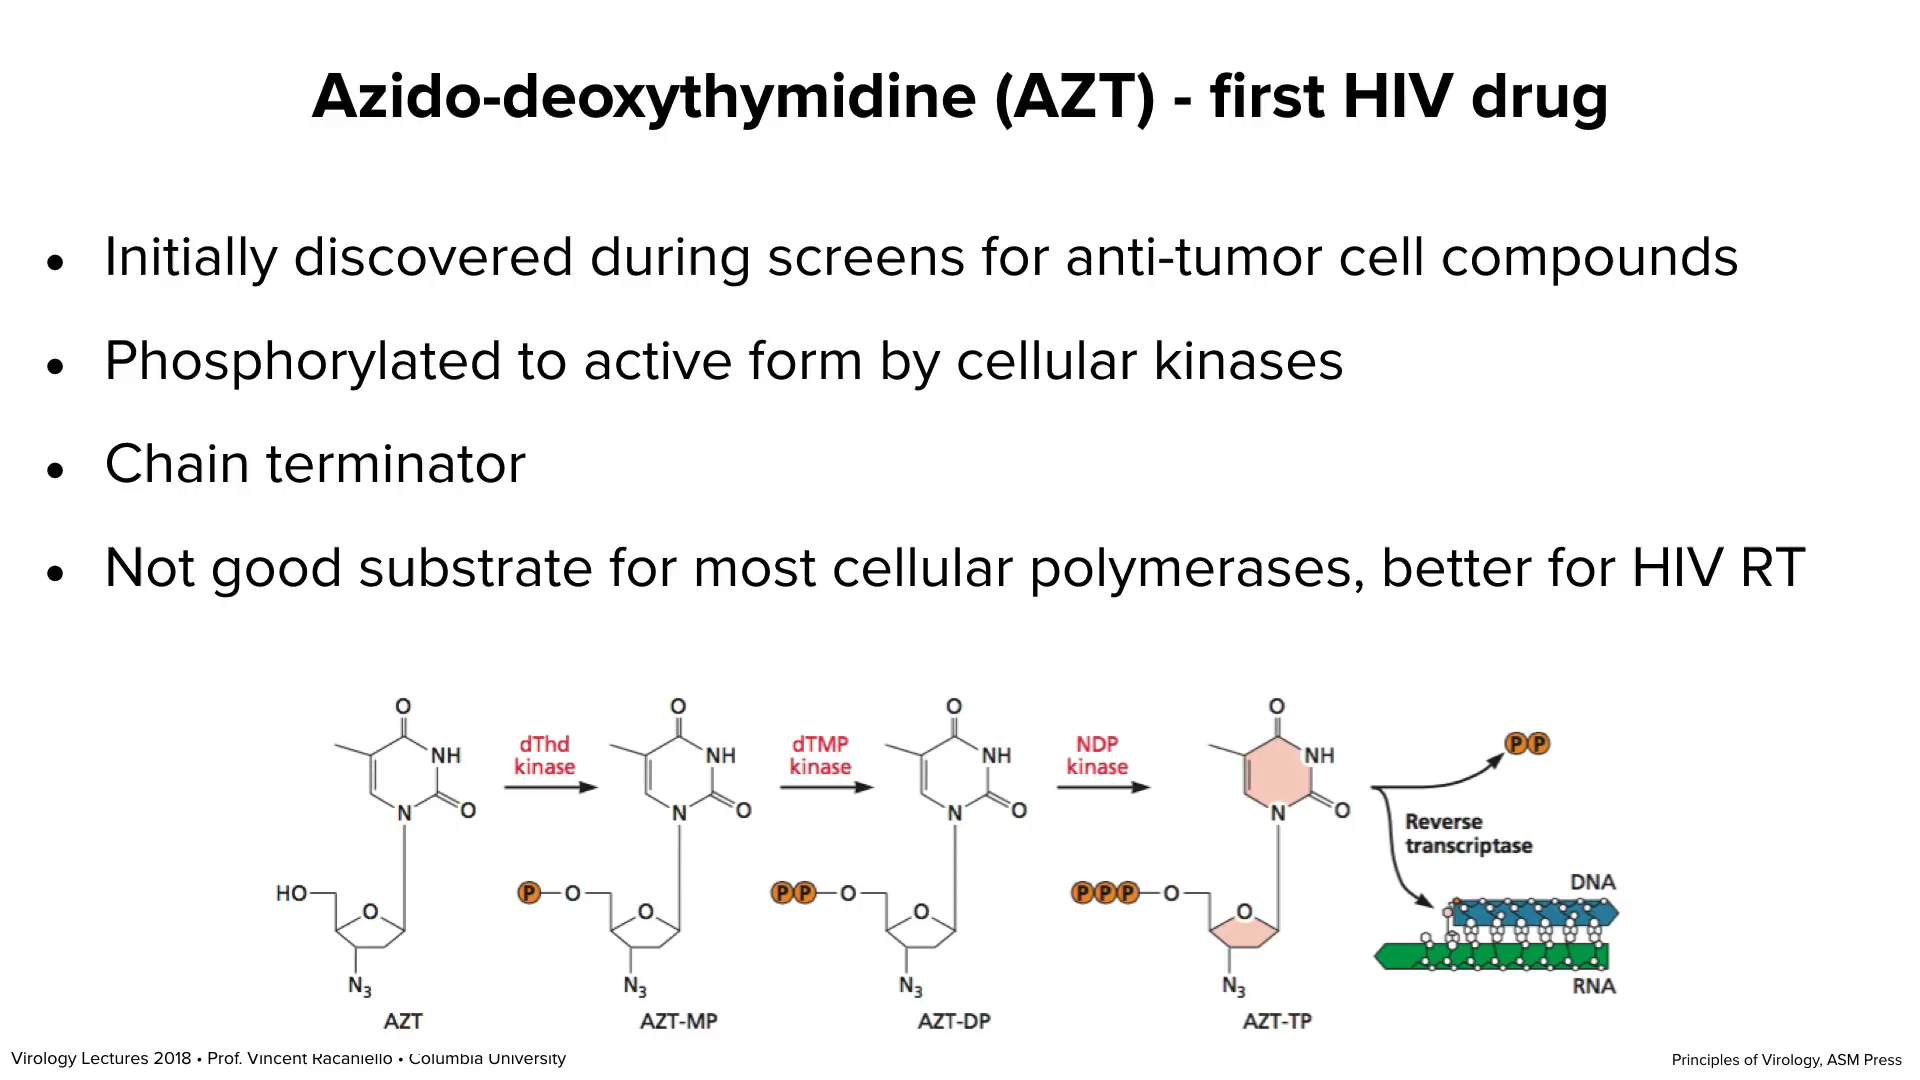 Azido-deoxythymidine (AZT) - first HIV drug
• Initially discovered during screens for anti-tumor cell compounds
• Phosphorylated to active form by cellular kinases
• Chain terminator
• Not good substrate for most cellular polymerases, better for HIV RT
O
NH
O
N
HO
O
N3
AZT
dThd
kinase
O
NH
O
N
P
O
O
N3
AZT-MP
dTMP
kinase
O
NH
O
N
PP
O
O
N3
AZT-DP
NDP
kinase
O
NH
O
N
PPP
O
O
N3
AZT-TP
PP
Reverse
transcriptase
DNA
RNA
Virology Lectures 2018 • Prof. Vincent Racaniello • Columbia University
Principles of Virology, ASM Press